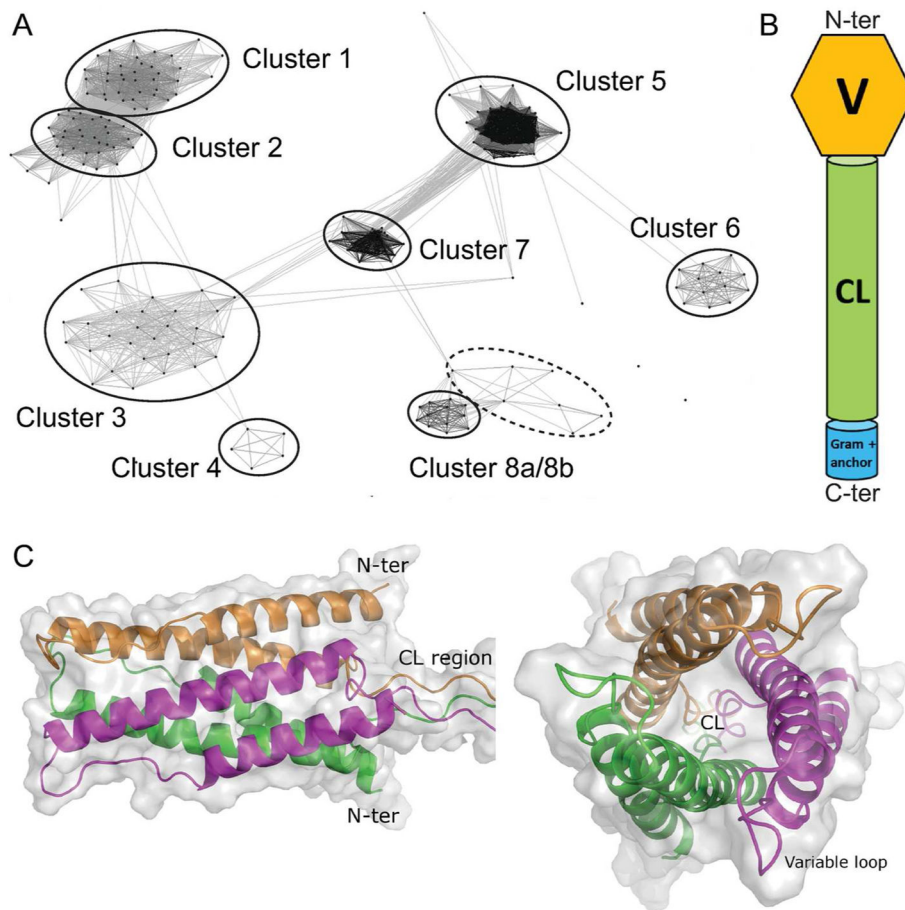 A
Cluster 1
Cluster 2
Cluster 3
Cluster 4
Cluster 5
Cluster 7
Cluster 6
Cluster 8a/8b
B
N-ter
V
CL
Gram +
anchor
C-ter
C
N-ter
CL region
N-ter
CL
Variable loop